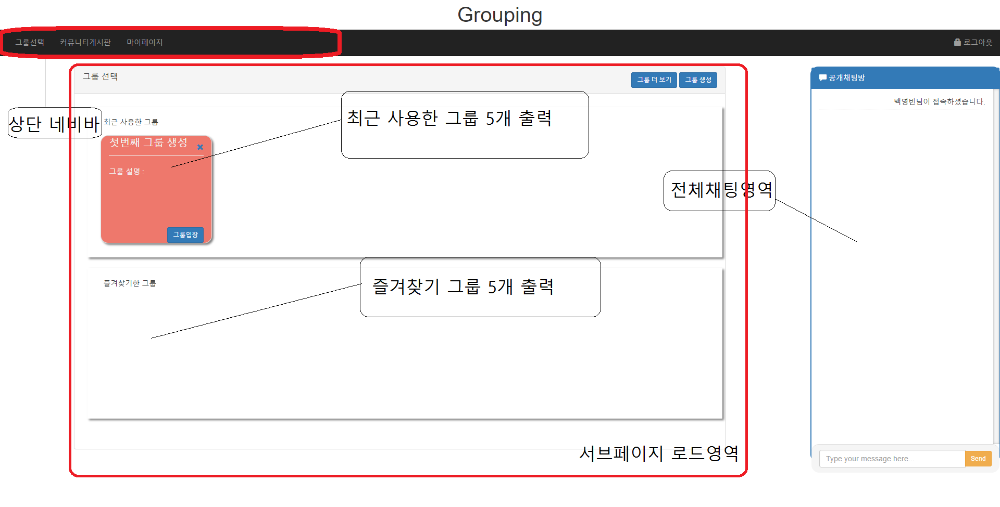 Grouping
그룹선택 커뮤니티게시판 마이페이지 로그아웃
그룹 선택 그룹 더 보기 그룹 생성
공개채팅방
백영빈님이 접속하셨습니다.
상단 네비바
최근 사용한 그룹
최근 사용한 그룹 5개 출력
첫번째 그룹 생성
그룹 설명 :
그룹입장
전체채팅영역
즐겨찾기한 그룹
즐겨찾기 그룹 5개 출력
서브페이지 로드영역
Type your message here... Send